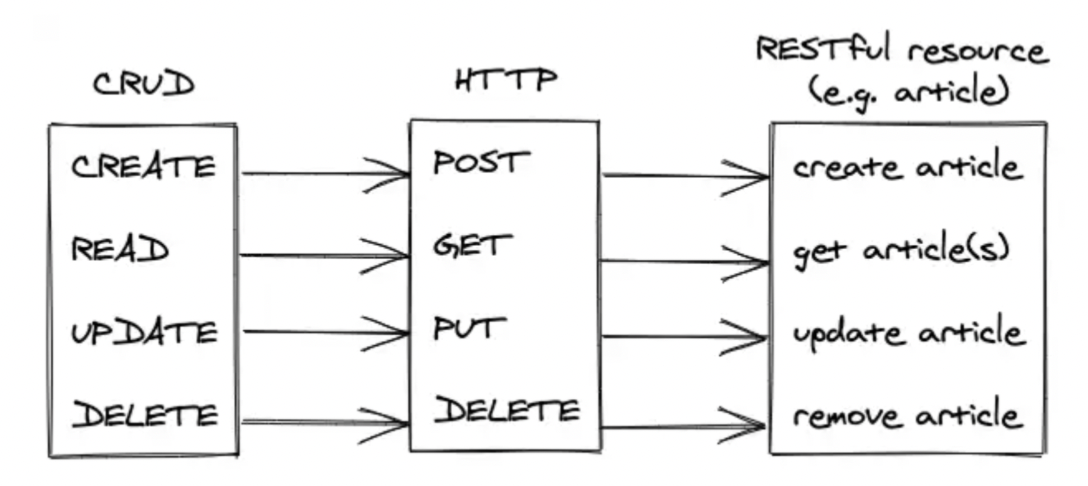 CRUD
CREATE
READ
UPDATE
DELETE
HTTP
POST
GET
PUT
DELETE
RESTful resource
(e.g. article)
create article
get article(s)
update article
remove article